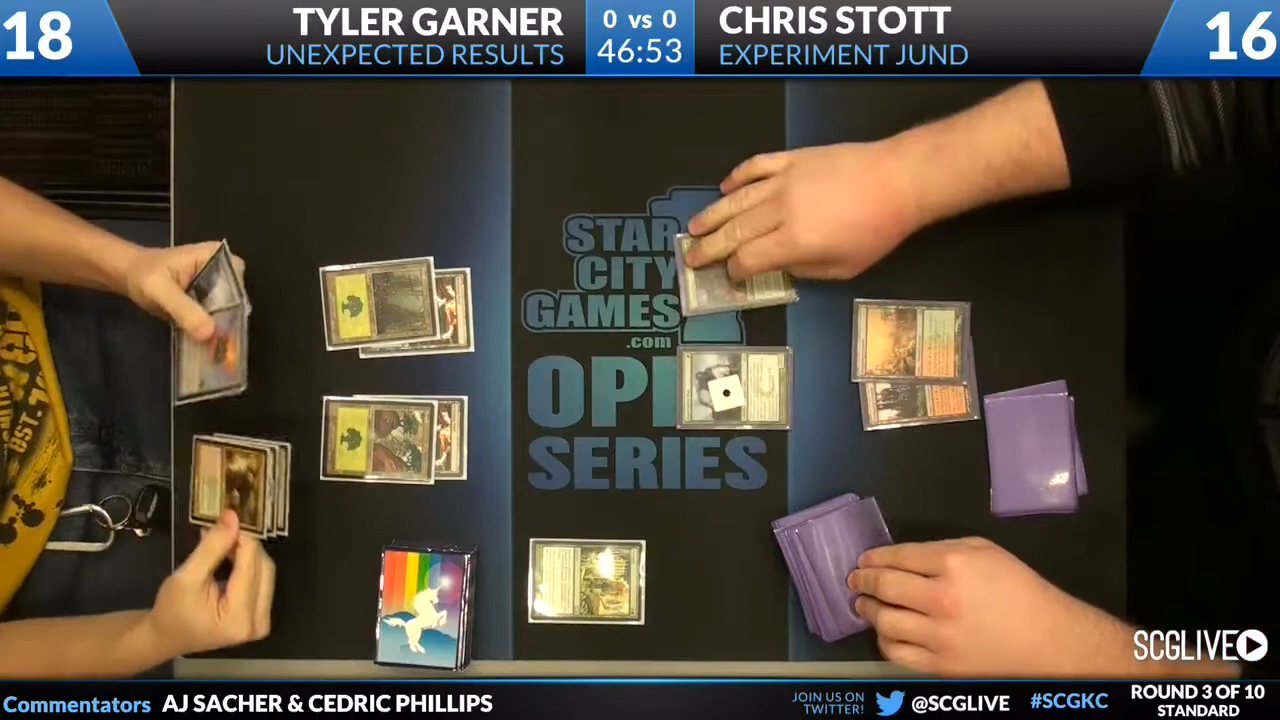 18
TYLER GARNER
UNEXPECTED RESULTS
0 vs 0
46:53
CHRIS STOTT
EXPERIMENT JUND
16
STAR
CITY
GAMES
.com
OPE
SERIES
SCGLIVE
Commentators AJ SACHER & CEDRIC PHILLIPS
JOIN US ON
TWITTER!
@SCGLIVE
#SCGKC
ROUND 3 OF 10
STANDARD